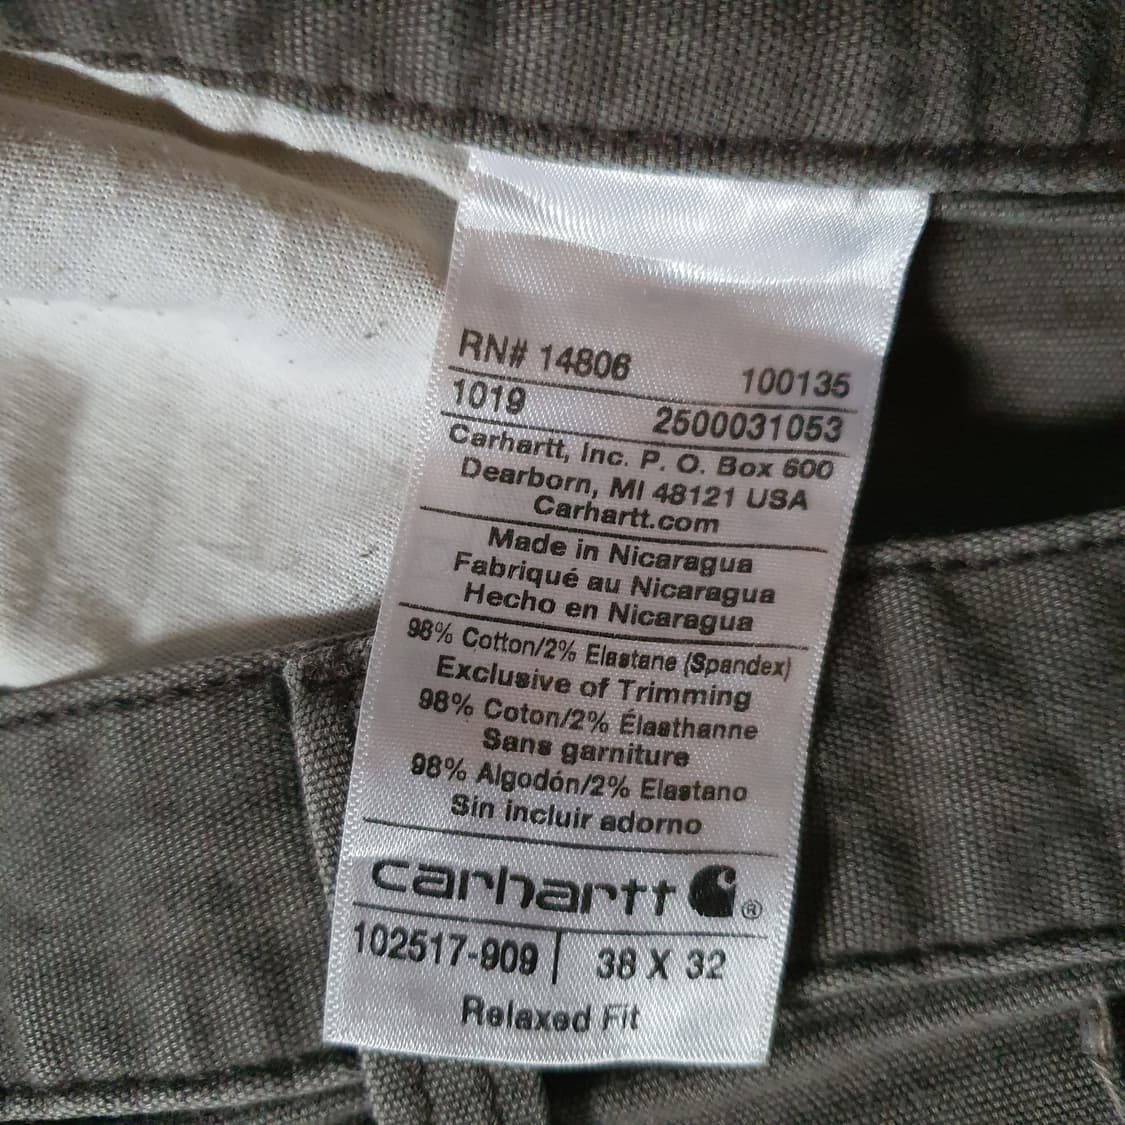 RN# 14806 100135
1019 2500031053
Carhartt, Inc. P. O. Box 600
Dearborn, MI 48121 USA
Carhartt.com
Made in Nicaragua
Fabriqué au Nicaragua
Hecho en Nicaragua
98% Cotton/2% Elastane (Spandex)
Exclusive of Trimming
98% Coton/2% Élasthanne
Sans garniture
98% Algodón/2% Elastano
Sin incluir adorno
carhartt ®
102517-909 | 38 X 32
Relaxed Fit